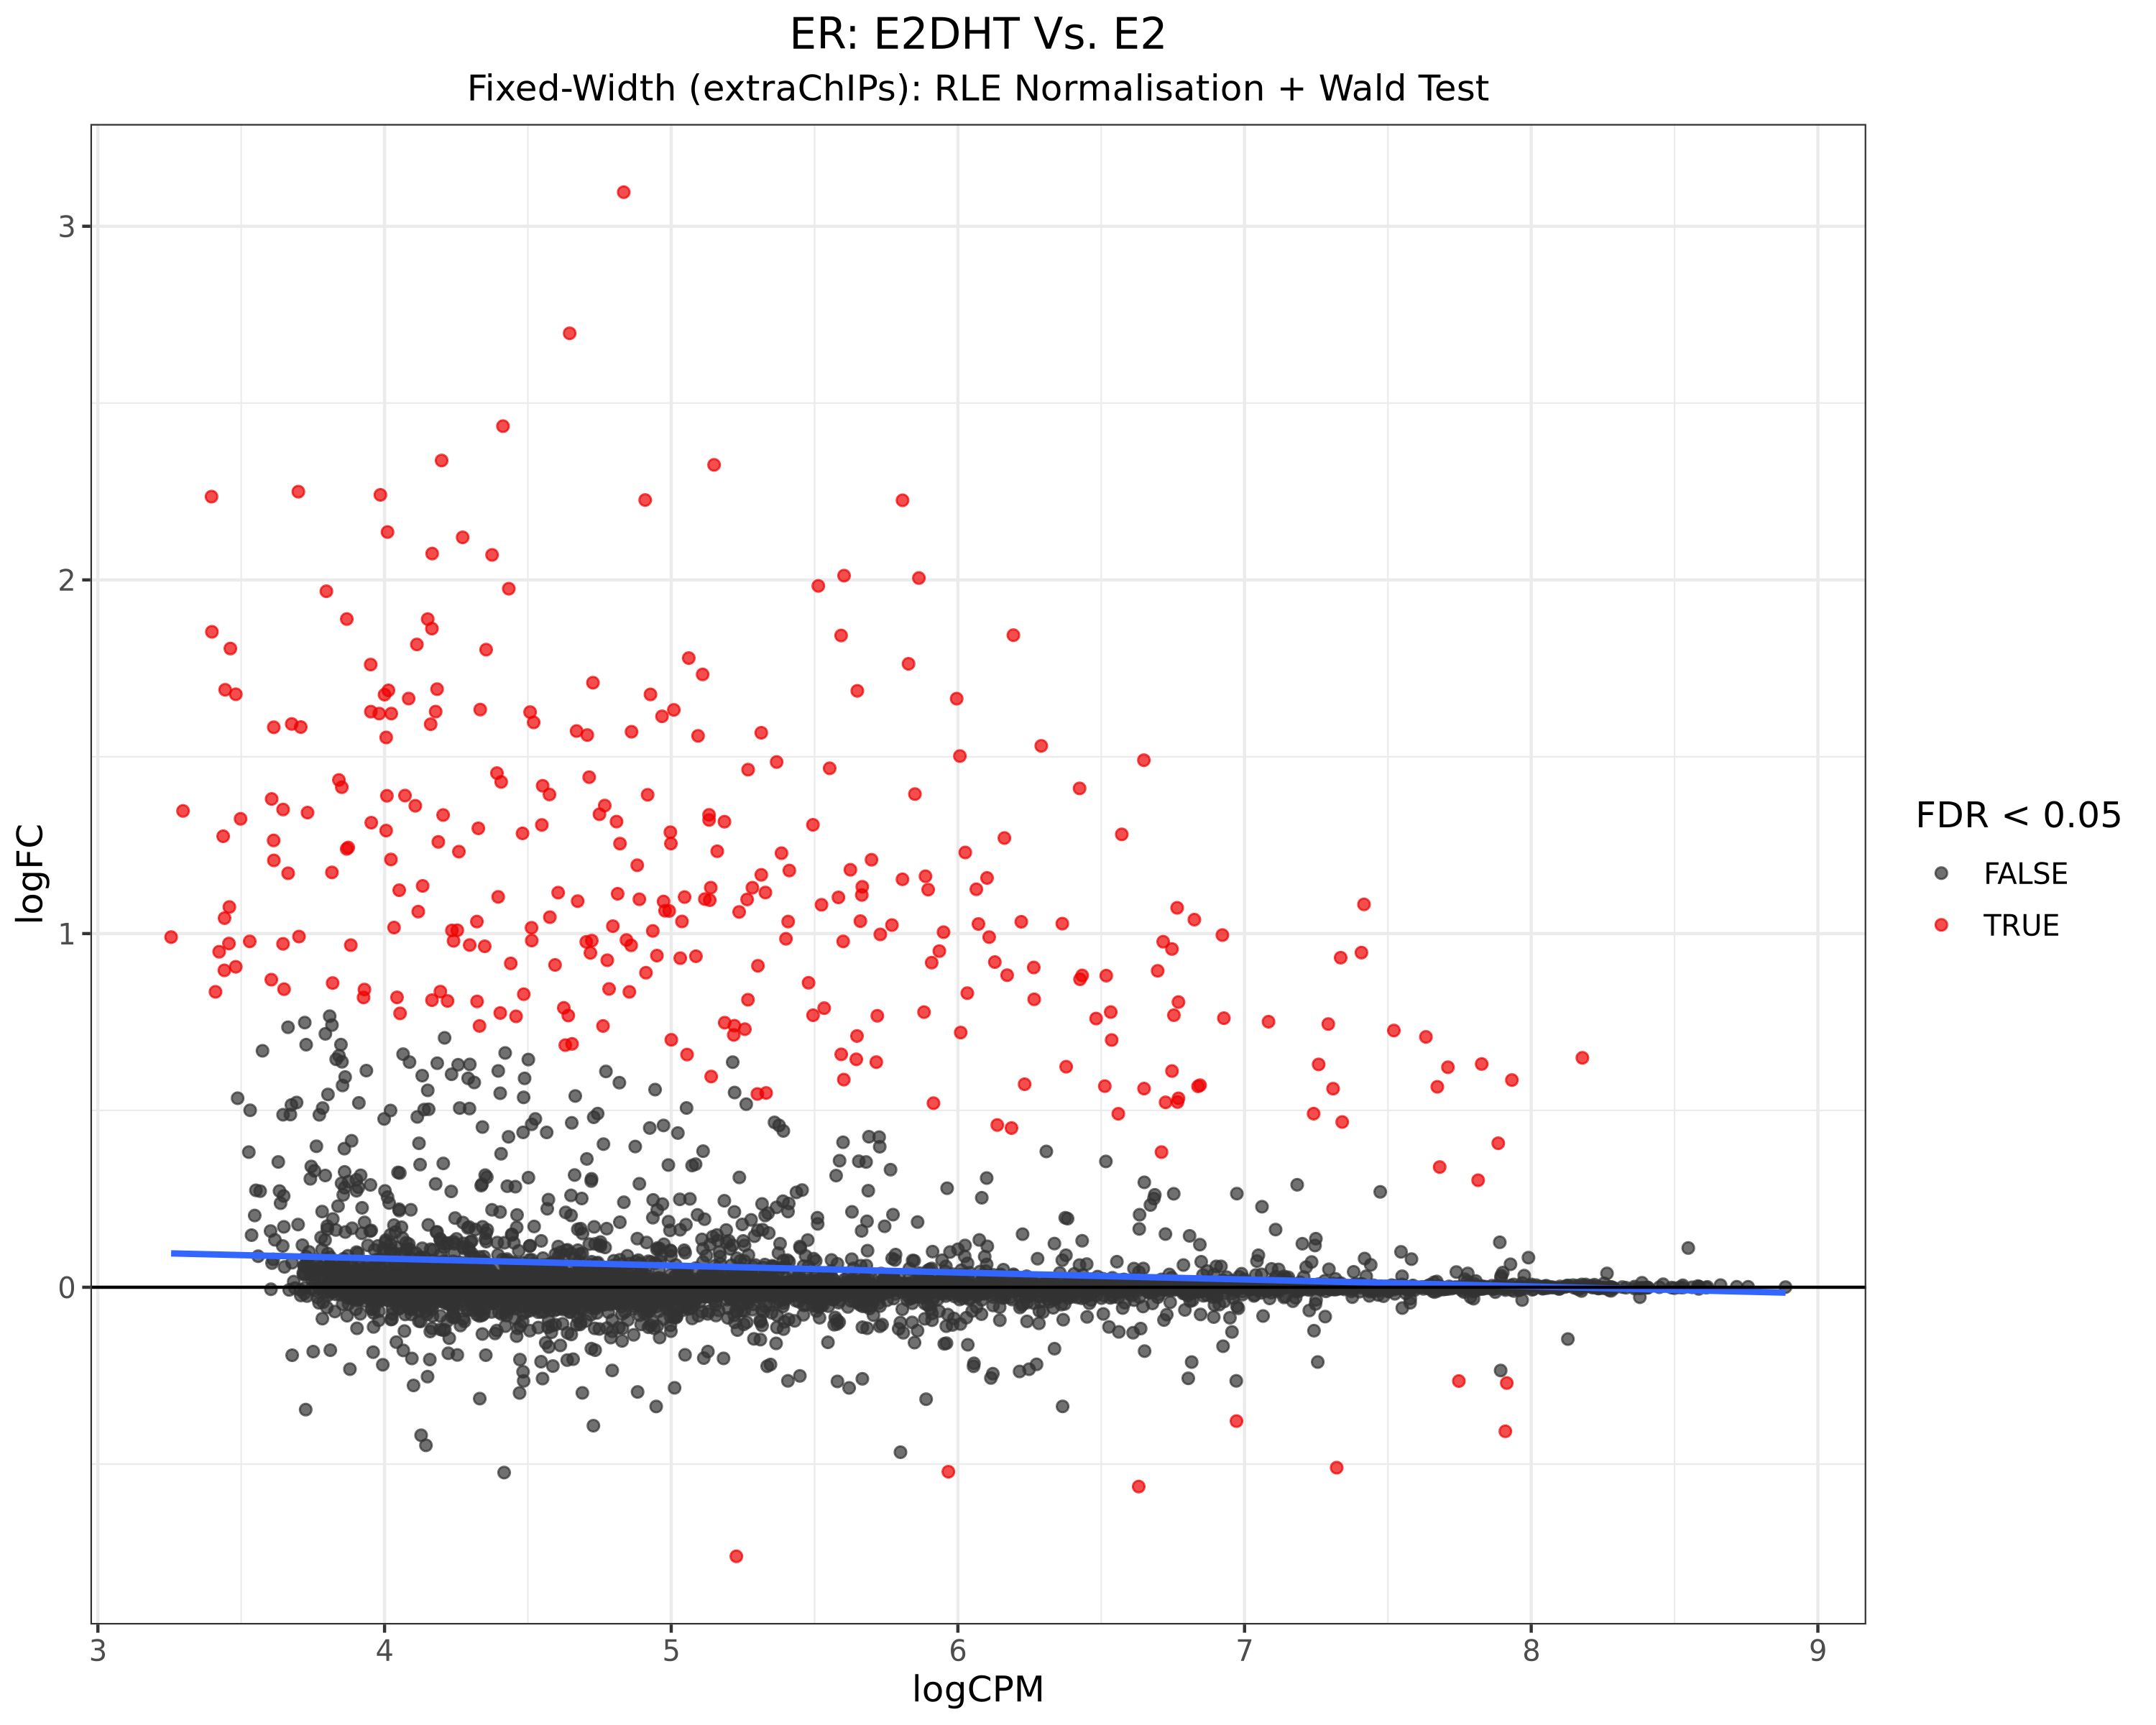 ER: E2DHT Vs. E2
Fixed-Width (extraChIPs): RLE Normalisation + Wald Test
3
2
1
0
logFC
3 4 5 6 7 8 9
logCPM
FDR < 0.05
FALSE
TRUE